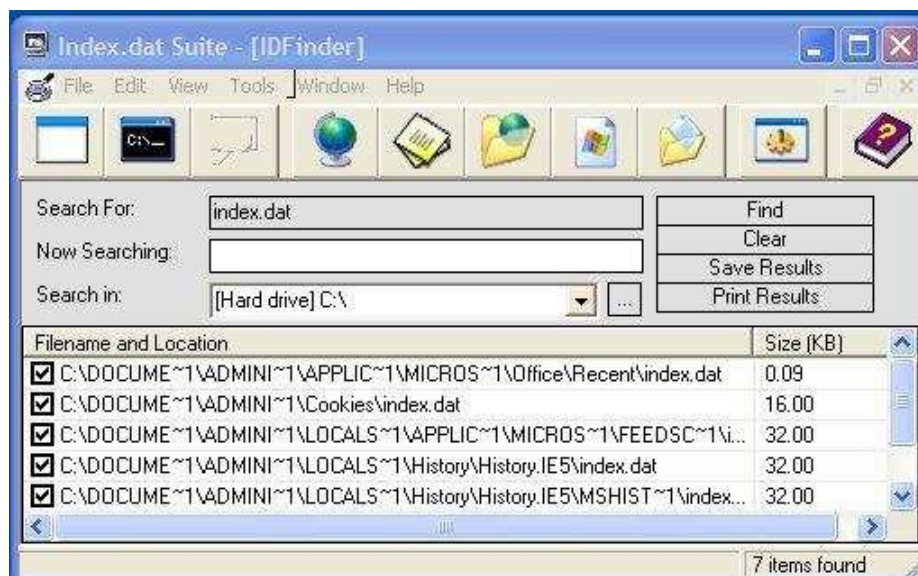 Index.dat Suite - [IDFinder]
File Edit View Tools Window Help
C:\_
Search For: index.dat Find
Clear
Now Searching:
Save Results
Search in: [Hard drive] C:\ ... Print Results
Filename and Location Size (KB)
C:\DOCUME~1\ADMINI~1\APPLIC~1\MICROS~1\Office\Recent\index.dat 0.09
C:\DOCUME~1\ADMINI~1\Cookies\index.dat 16.00
C:\DOCUME~1\ADMINI~1\LOCALS~1\APPLIC~1\MICROS~1\FEEDSC~1\i... 32.00
C:\DOCUME~1\ADMINI~1\LOCALS~1\History\History.IE5\index.dat 32.00
C:\DOCUME~1\ADMINI~1\LOCALS~1\History\History.IE5\MSHIST~1\index... 32.00
7 items found